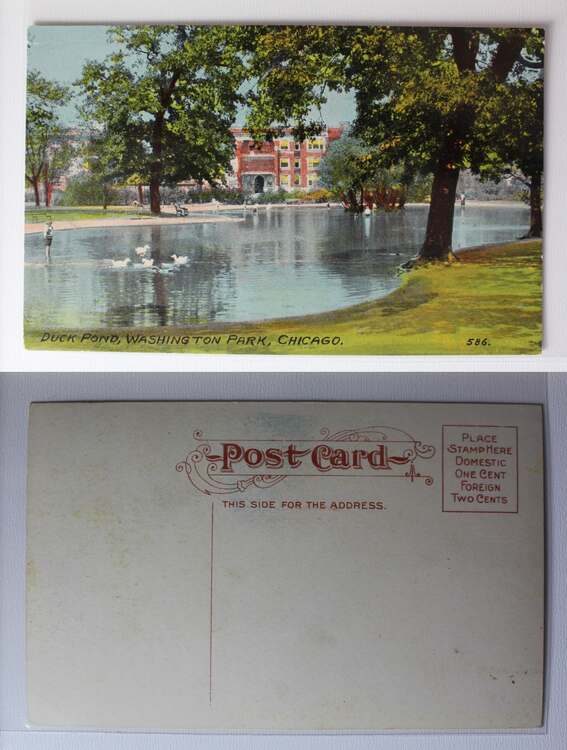 DUCK POND, WASHINGTON PARK, CHICAGO. 586.
Post Card
THIS SIDE FOR THE ADDRESS.
PLACE
STAMP HERE
DOMESTIC
ONE CENT
FOREIGN
TWO CENTS